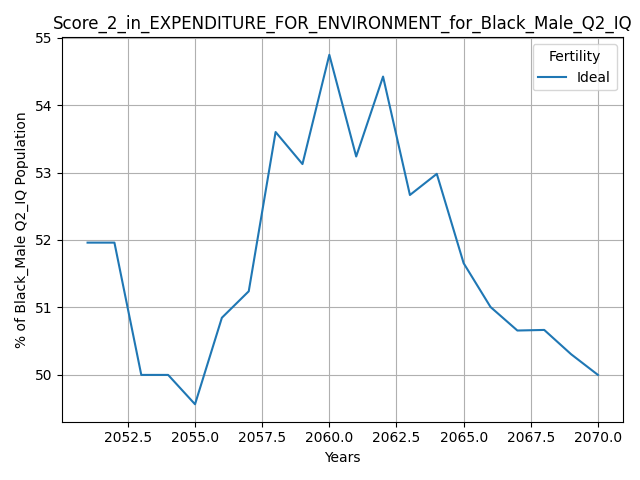 Score_2_in_EXPENDITURE_FOR_ENVIRONMENT_for_Black_Male_Q2_IQ
55
54
53
52
51
50
% of Black_Male Q2_IQ Population
Fertility
Ideal
2052.5 2055.0 2057.5 2060.0 2062.5 2065.0 2067.5 2070.0
Years